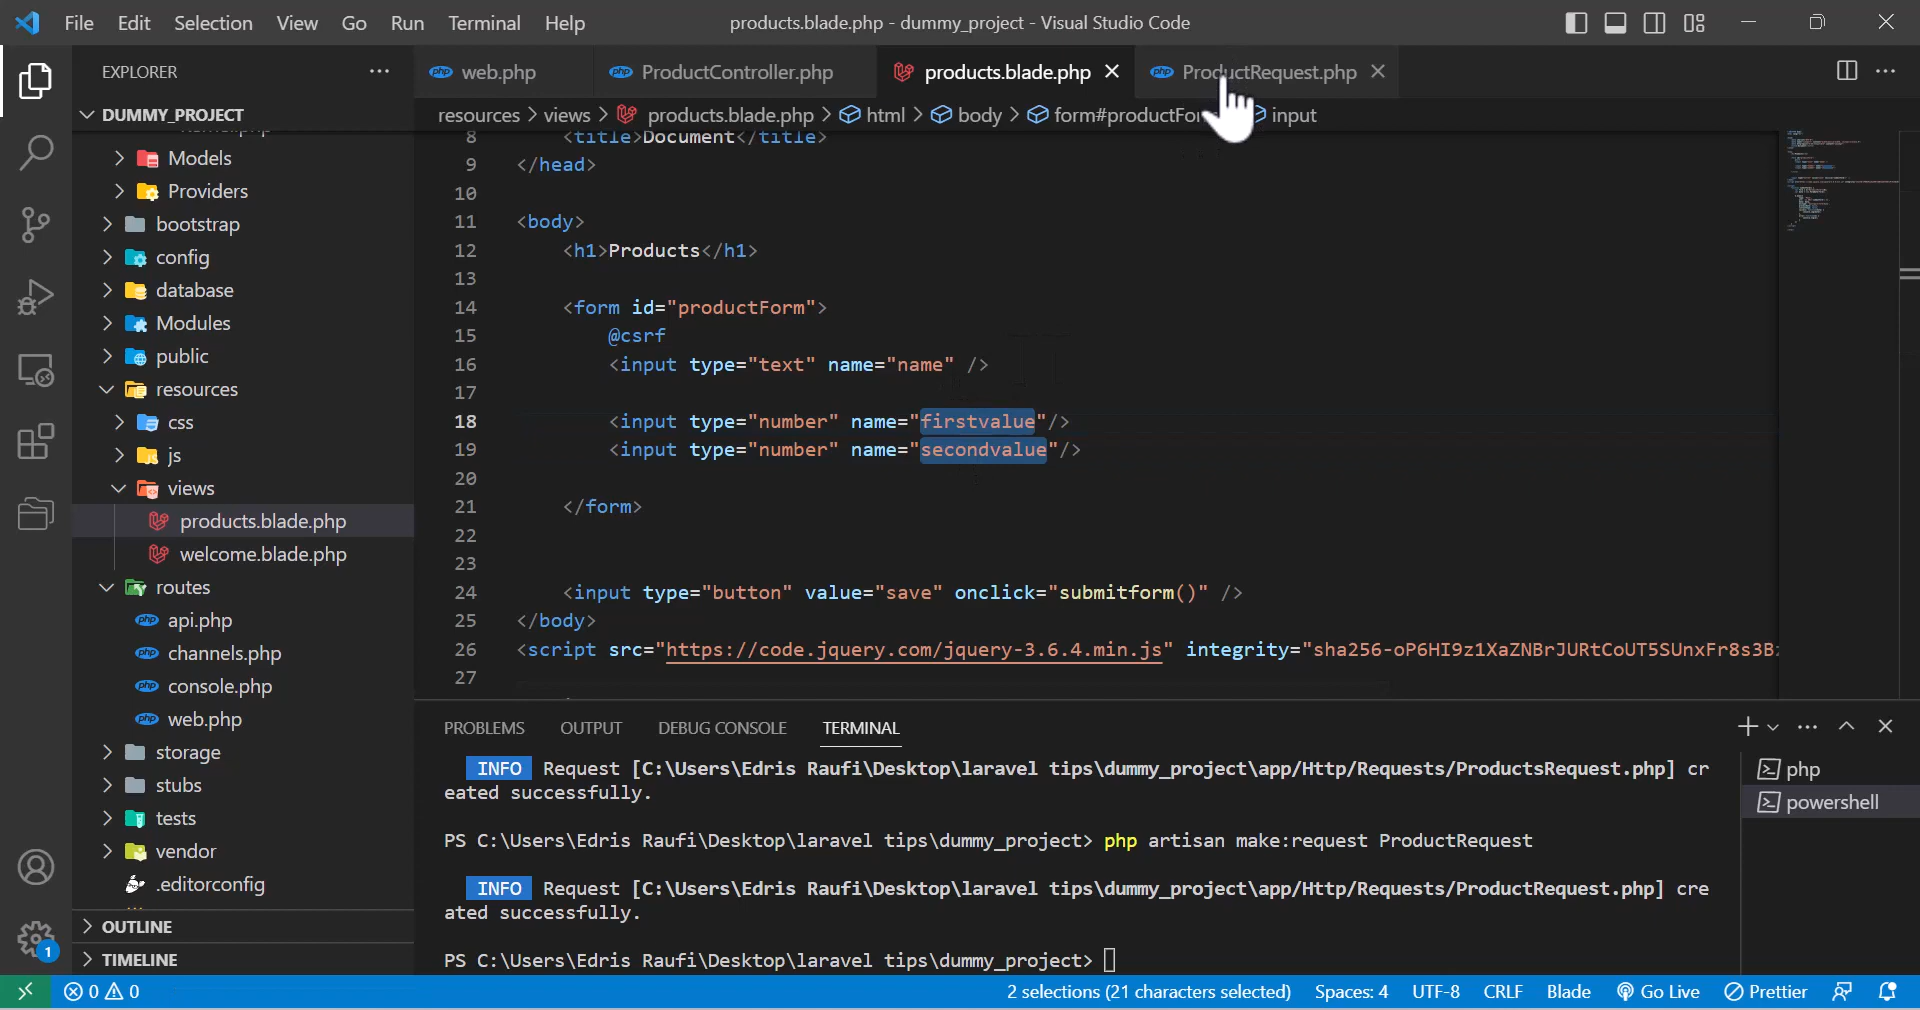 File Edit Selection View Go Run Terminal Help products.blade.php - dummy_project - Visual Studio Code
EXPLORER
web.php ProductController.php products.blade.php ProductRequest.php
DUMMY_PROJECT
resources > views > products.blade.php > html > body > input
Models
Providers
bootstrap
config
database
Modules
public
resources
css
js
views
products.blade.php
welcome.blade.php
routes
api.php
channels.php
console.php
web.php
storage
stubs
tests
vendor
.editorconfig
OUTLINE
TIMELINE
8 <title>Document</title>
9 </head>
10
11 <body>
12 <h1>Products</h1>
13
14 <form id="productForm">
15 @csrf
16 <input type="text" name="name" />
17
18 <input type="number" name="firstvalue"/>
19 <input type="number" name="secondvalue"/>
20
21 </form>
22
23
24 <input type="button" value="save" onclick="submitform()" />
25 </body>
26 <script src="https://code.jquery.com/jquery-3.6.4.min.js" integrity="sha256-oP6HI9z1XaZNBrJURtCoUT5SUnxFr8s3B
27
PROBLEMS OUTPUT DEBUG CONSOLE TERMINAL
INFO Request [C:\Users\Edris Raufi\Desktop\laravel tips\dummy_project\app/Http/Requests/ProductsRequest.php] cr
eated successfully.
PS C:\Users\Edris Raufi\Desktop\laravel tips\dummy_project> php artisan make:request ProductRequest
INFO Request [C:\Users\Edris Raufi\Desktop\laravel tips\dummy_project\app/Http/Requests/ProductRequest.php] cre
ated successfully.
PS C:\Users\Edris Raufi\Desktop\laravel tips\dummy_project>
php
powershell
1
0 0 2 selections (21 characters selected) Spaces: 4 UTF-8 CRLF Blade Go Live Prettier